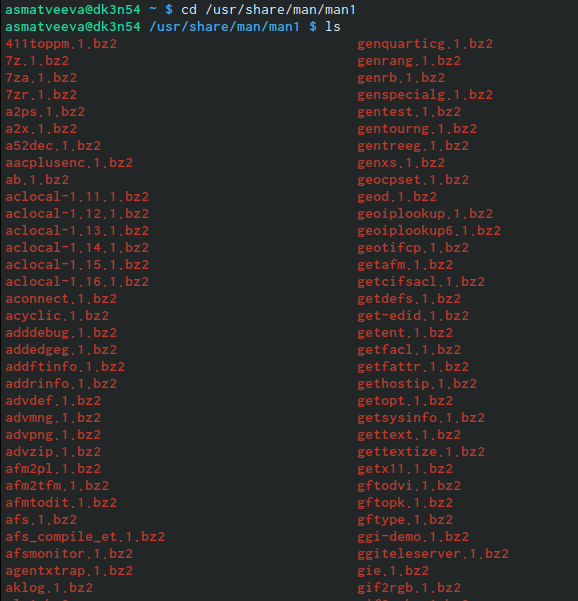 asmatveeva@dk3n54 ~ $ cd /usr/share/man/man1
asmatveeva@dk3n54 /usr/share/man/man1 $ ls
411toppm.1.bz2 genquarticg.1.bz2
7z.1.bz2 genrang.1.bz2
7za.1.bz2 genrb.1.bz2
7zr.1.bz2 genspecialg.1.bz2
a2ps.1.bz2 gentest.1.bz2
a2x.1.bz2 gentourng.1.bz2
a52dec.1.bz2 gentreeg.1.bz2
aacplusenc.1.bz2 genxs.1.bz2
ab.1.bz2 geocpset.1.bz2
aclocal-1.11.1.bz2 geod.1.bz2
aclocal-1.12.1.bz2 geoiplookup.1.bz2
aclocal-1.13.1.bz2 geoiplookup6.1.bz2
aclocal-1.14.1.bz2 geotifcp.1.bz2
aclocal-1.15.1.bz2 getafm.1.bz2
aclocal-1.16.1.bz2 getcifsacl.1.bz2
aconnect.1.bz2 getdefs.1.bz2
acyclic.1.bz2 get-edid.1.bz2
adddebug.1.bz2 getent.1.bz2
addedgeg.1.bz2 getfacl.1.bz2
addftinfo.1.bz2 getfattr.1.bz2
addrinfo.1.bz2 gethostip.1.bz2
advdef.1.bz2 getopt.1.bz2
advmng.1.bz2 getsysinfo.1.bz2
advpng.1.bz2 gettext.1.bz2
advzip.1.bz2 gettextize.1.bz2
afm2pl.1.bz2 getx11.1.bz2
afm2tfm.1.bz2 gftodvi.1.bz2
afmtodit.1.bz2 gftopk.1.bz2
afs.1.bz2 gftype.1.bz2
afs_compile_et.1.bz2 ggi-demo.1.bz2
afsmonitor.1.bz2 ggiteleserver.1.bz2
agentxtrap.1.bz2 gie.1.bz2
aklog.1.bz2 gif2rgb.1.bz2